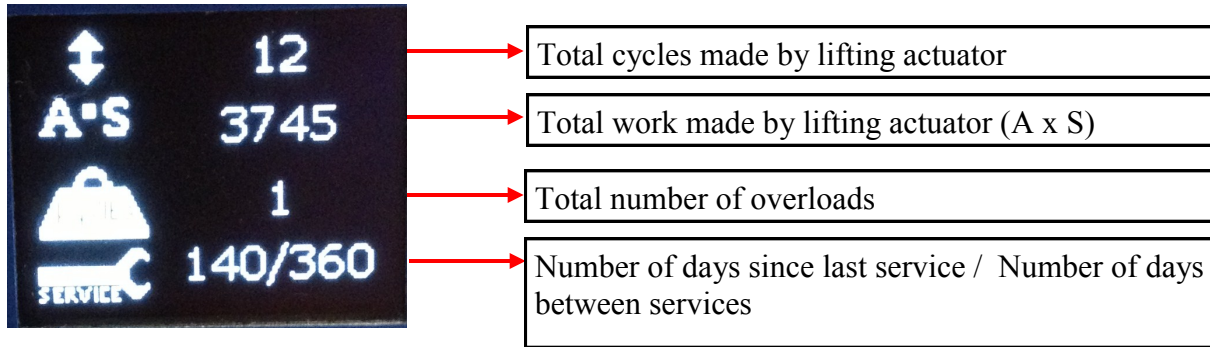 12
Total cycles made by lifting actuator
A▪S
3745
Total work made by lifting actuator (A x S)
1
Total number of overloads
SERVICE
140/360
Number of days since last service /  Number of days
between services